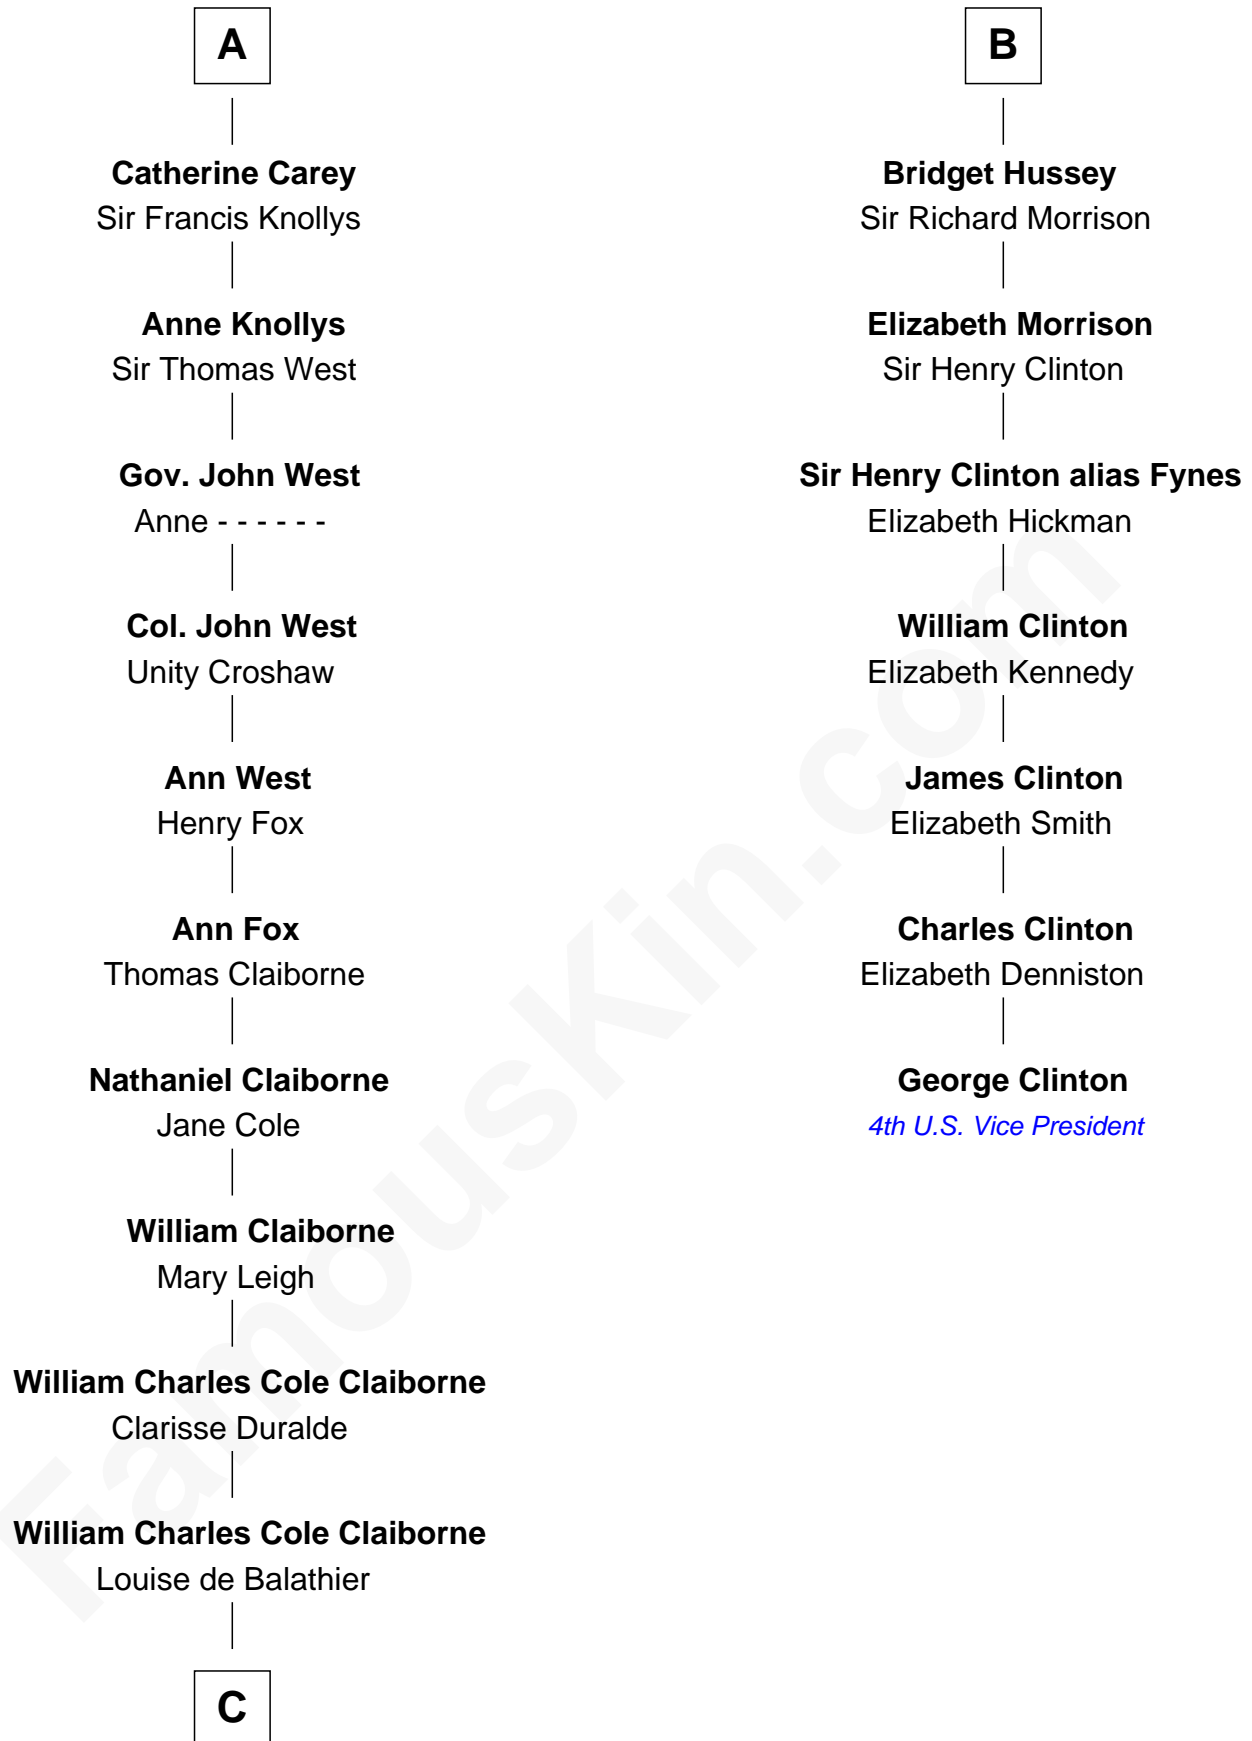 A
Catherine Carey
Sir Francis Knollys
Anne Knollys
Sir Thomas West
Gov. John West
Anne - - - - - -
Col. John West
Unity Croshaw
Ann West
Henry Fox
Ann Fox
Thomas Claiborne
Nathaniel Claiborne
Jane Cole
William Claiborne
Mary Leigh
William Charles Cole Claiborne
Clarisse Duralde
William Charles Cole Claiborne
Louise de Balathier
C
B
Bridget Hussey
Sir Richard Morrison
Elizabeth Morrison
Sir Henry Clinton
Sir Henry Clinton alias Fynes
Elizabeth Hickman
William Clinton
Elizabeth Kennedy
James Clinton
Elizabeth Smith
Charles Clinton
Elizabeth Denniston
George Clinton
4th U.S. Vice President
FamousKin.com